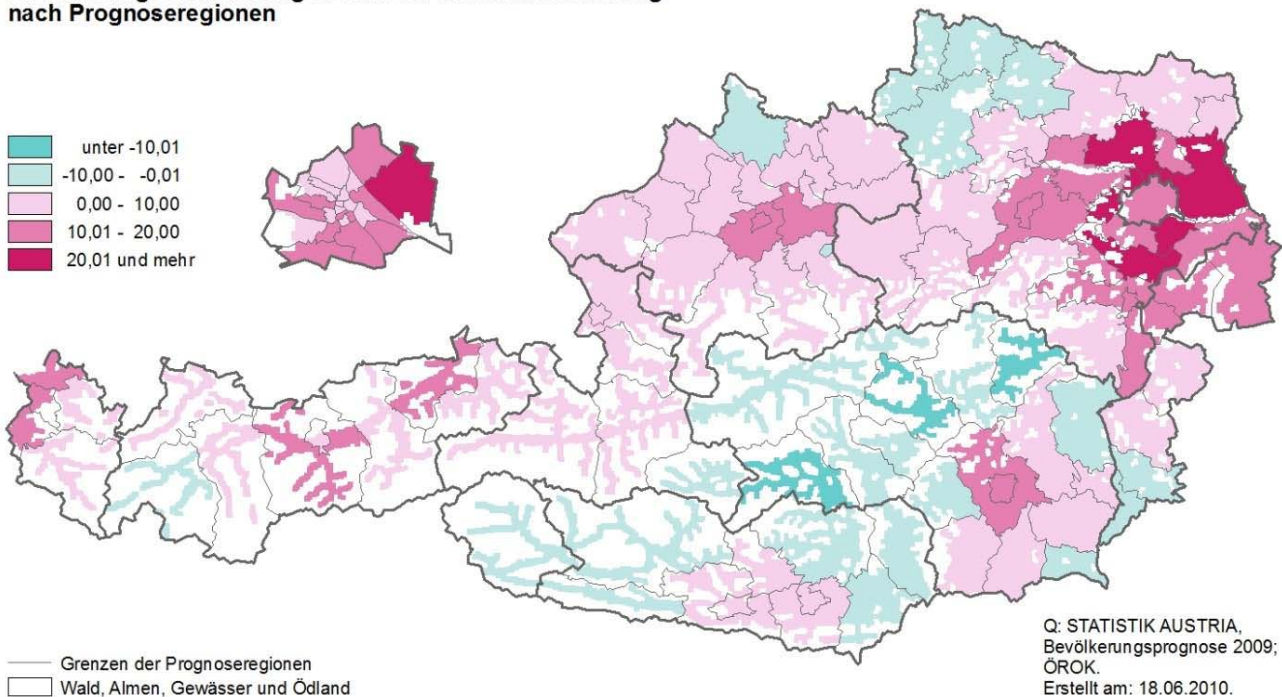 nach Prognoseregionen
unter -10,01
-10,00 - -0,01
0,00 - 10,00
10,01 - 20,00
20,01 und mehr
Grenzen der Prognoseregionen
Wald, Almen, Gewässer und Ödland
Q: STATISTIK AUSTRIA,
Bevölkerungsprognose 2009;
ÖROK.
Erstellt am: 18.06.2010.